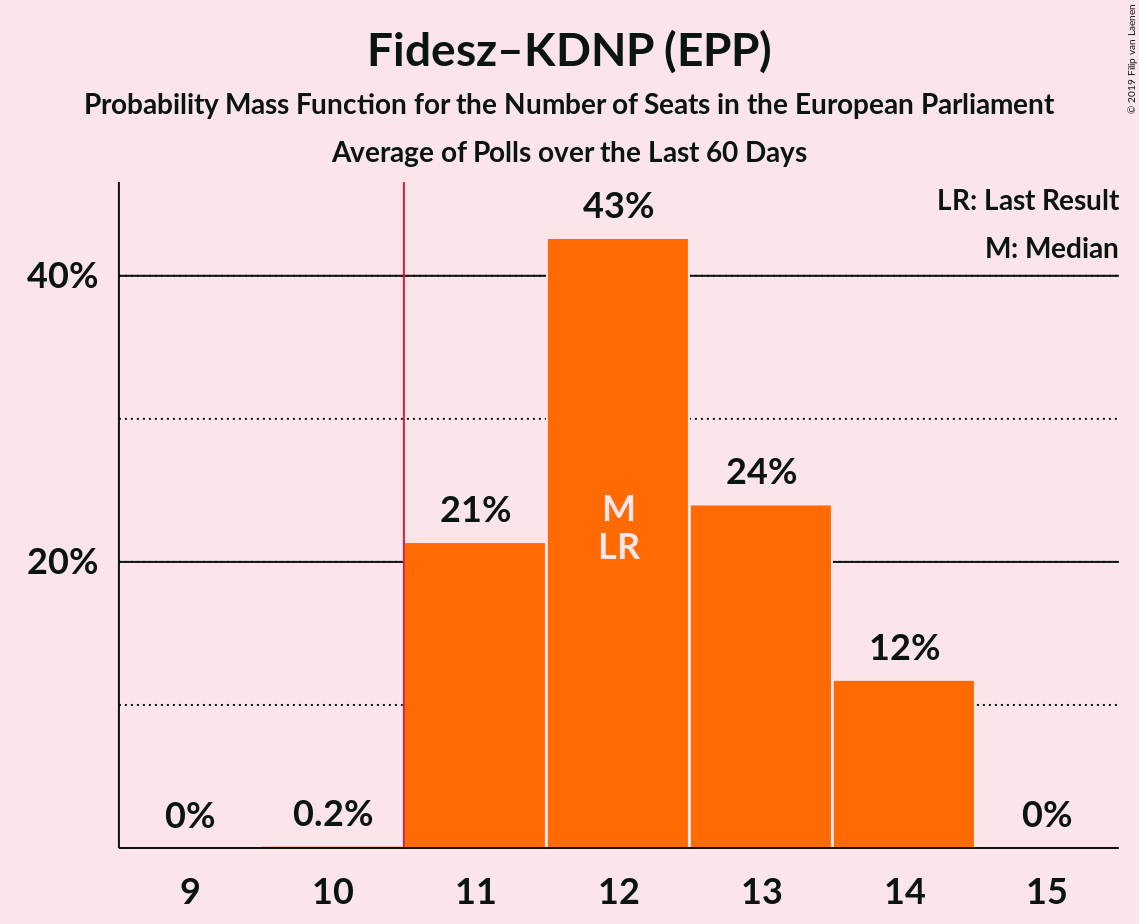 Fidesz–KDNP (EPP)
Probability Mass Function for the Number of Seats in the European Parliament
Average of Polls over the Last 60 Days
© 2019 Filip van Laenen
LR: Last Result
M: Median
40%
20%
0%
0.2%
21%
43%
M
LR
24%
12%
0%
9
10
11
12
13
14
15